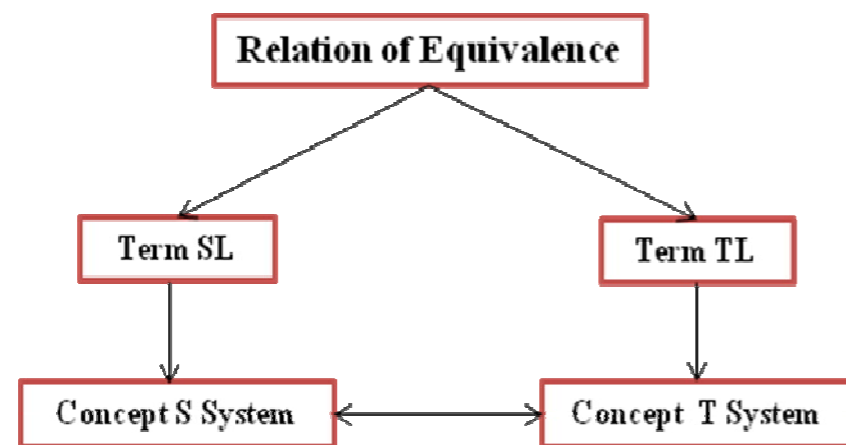 Relation of Equivalence
Term SL
Term TL
Concept S System
Concept T System